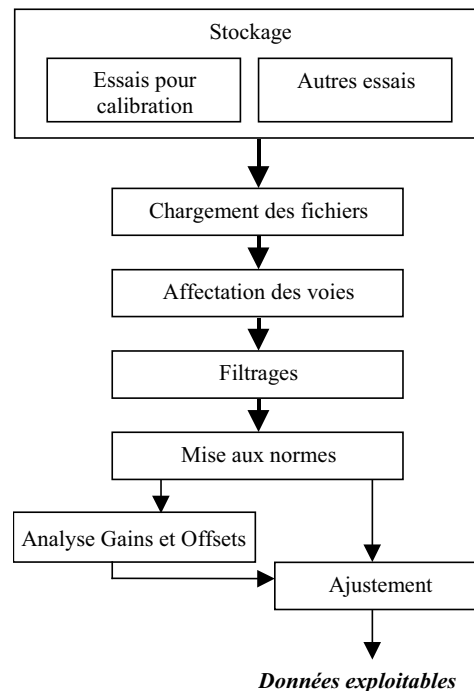 Stockage
Essais pour
calibration
Autres essais
Chargement des fichiers
Affectation des voies
Filtrages
Mise aux normes
Analyse Gains et Offsets
Ajustement
Données exploitables